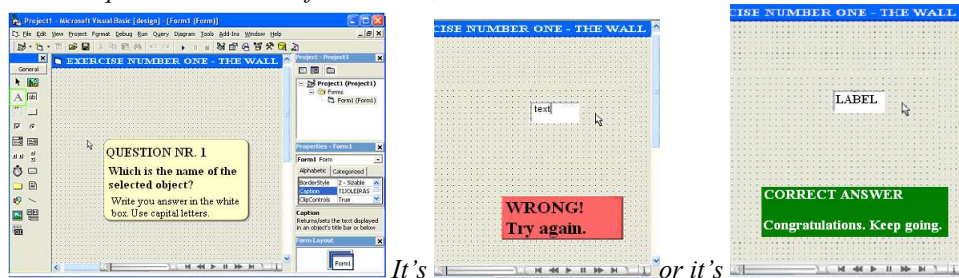 Project1 - Microsoft Visual Basic [design] - [Form1 (Form)]
File Edit View Project Format Debug Run Query Diagram Tools Add-Ins Window Help
General
EXERCISE NUMBER ONE - THE WALL
QUESTION NR. 1
Which is the name of the
selected object?
Write you answer in the white
box. Use capital letters.
Project - Project1
Project1 (Project1)
Forms
Form1 (Form1)
Properties - Form1
Form1 Form
Alphabetic Categorized
BorderStyle 2 - Sizable
Caption TIJOLEIRAS
ClipControls True
Caption
Returns/sets the text displayed
in an object's title bar or below
Form Layout
Form1
It's
CISE NUMBER ONE - THE WALL
text
WRONG!
Try again.
or it's
CISE NUMBER ONE - THE WALL
LABEL
CORRECT ANSWER
Congratulations. Keep going.